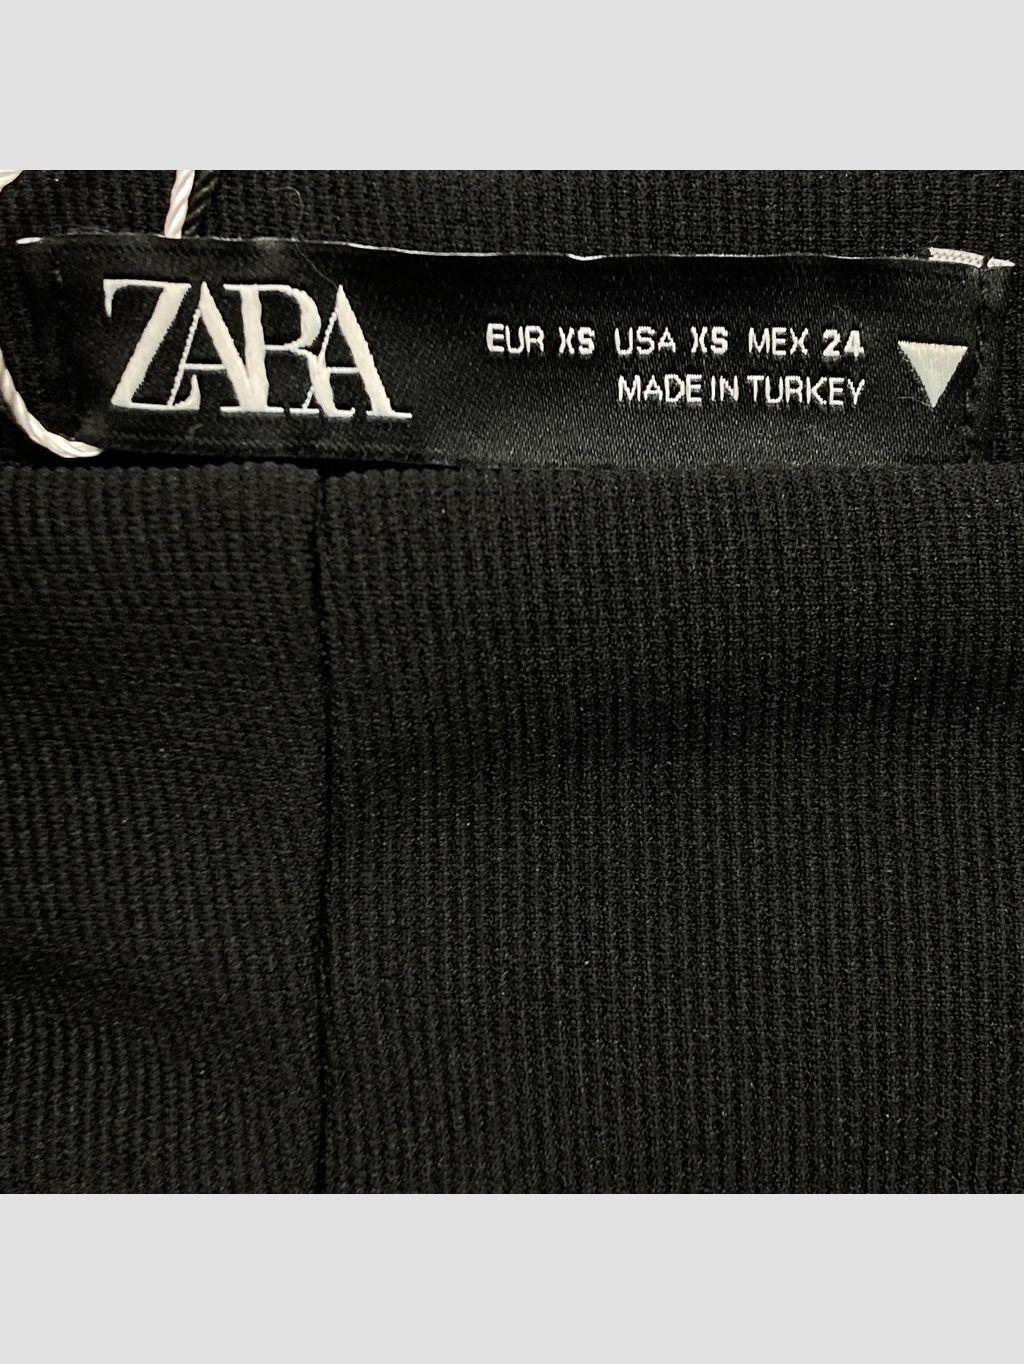 ZARA
EUR XS USA XS MEX 24
MADE IN TURKEY